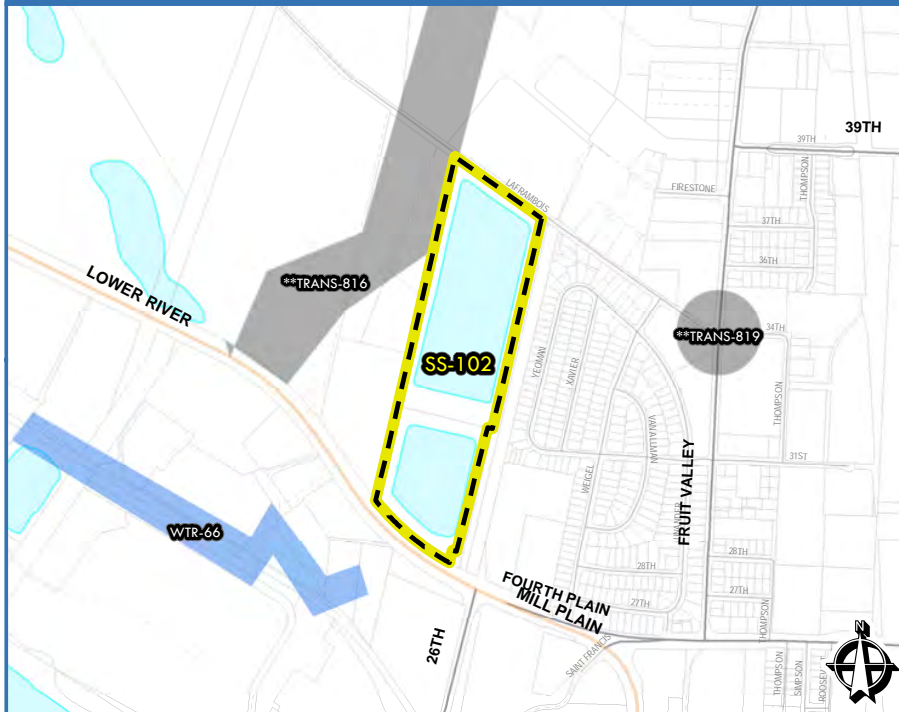 39TH
39TH
THOMPSON
LAFRAMBOIS
FIRESTONE
37TH
36TH
LOWER RIVER
**TRANS-816
**TRANS-819
34TH
SS-102
YEOMAN
XAVIER
THOMPSON
VANALLMAN
31ST
WEIGEL
FRUIT VALLEY
WTR-66
28TH
28TH
27TH
27TH
THOMPSON
FOURTH PLAIN
MILL PLAIN
26TH
SAINT FRANCIS
THOMPSON
SIMPSON
N